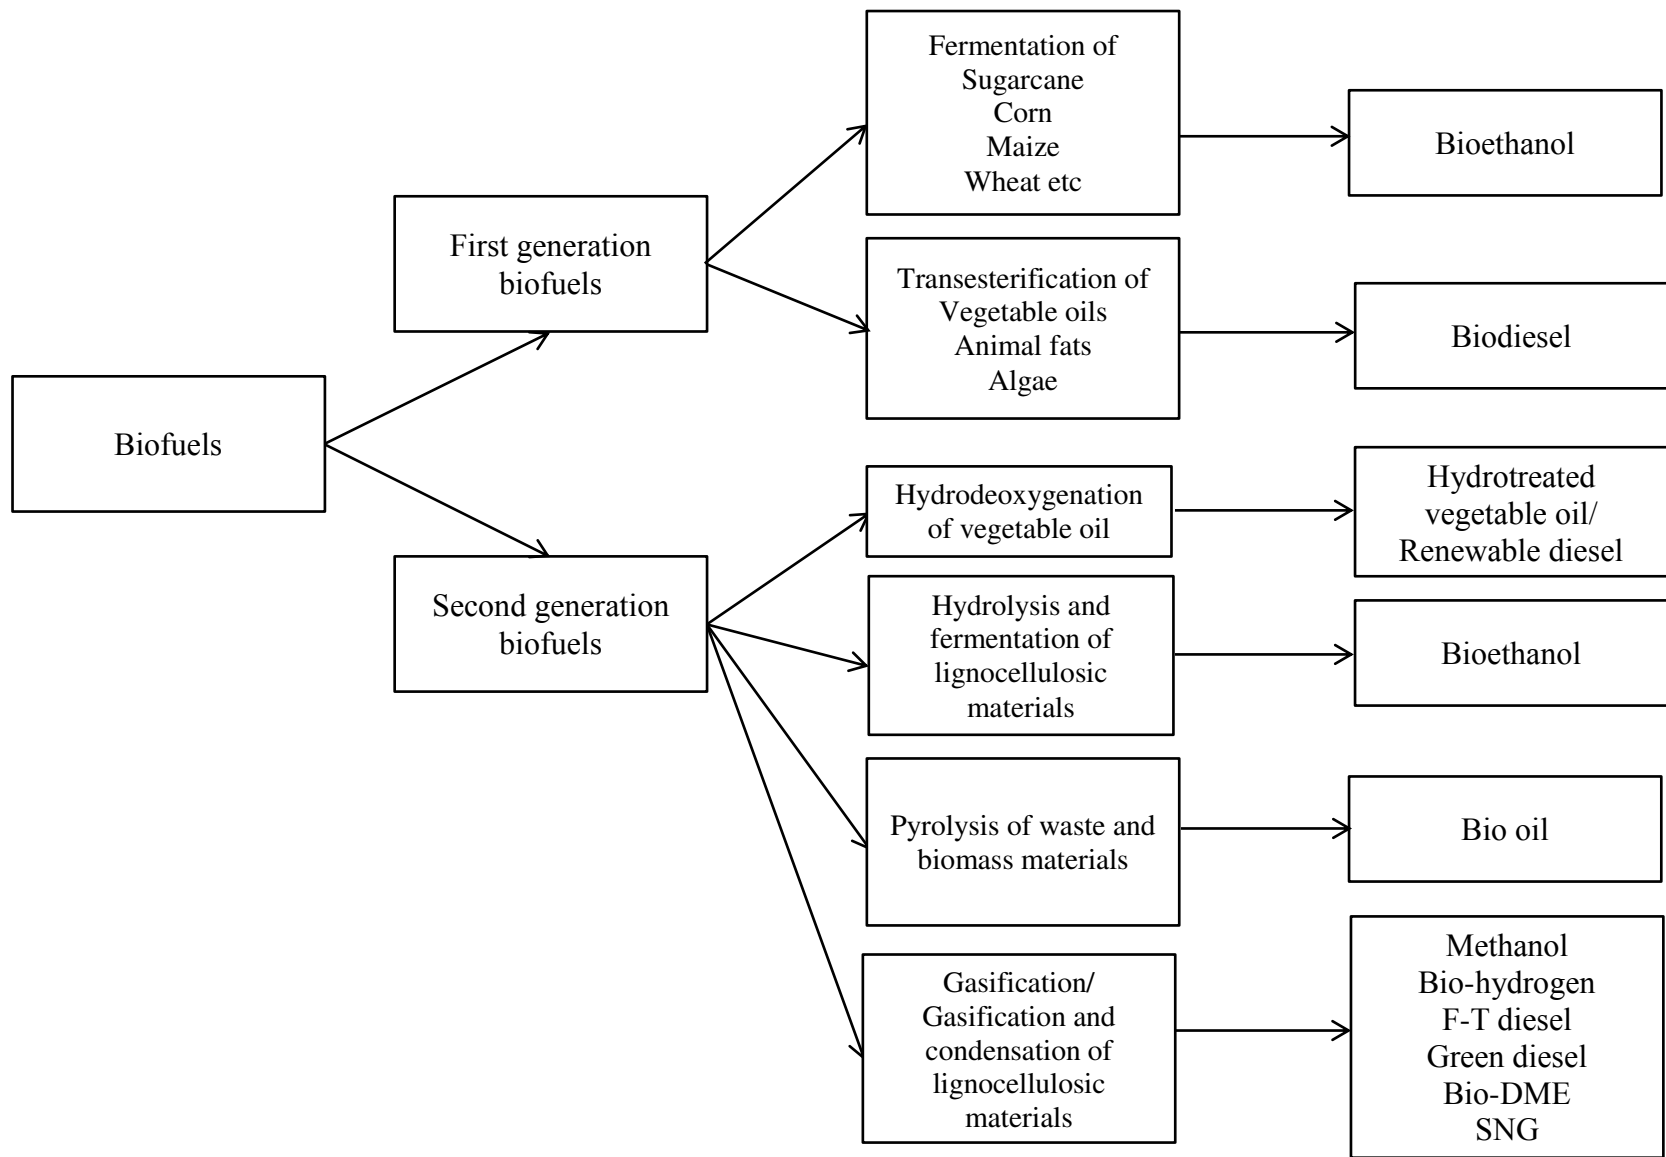 Biofuels
First generation
biofuels
Second generation
biofuels
Fermentation of
Sugarcane
Corn
Maize
Wheat etc
Bioethanol
Transesterification of
Vegetable oils
Animal fats
Algae
Biodiesel
Hydrodeoxygenation
of vegetable oil
Hydrotreated
vegetable oil/
Renewable diesel
Hydrolysis and
fermentation of
lignocellulosic
materials
Bioethanol
Pyrolysis of waste and
biomass materials
Bio oil
Gasification/
Gasification and
condensation of
lignocellulosic
materials
Methanol
Bio-hydrogen
F-T diesel
Green diesel
Bio-DME
SNG